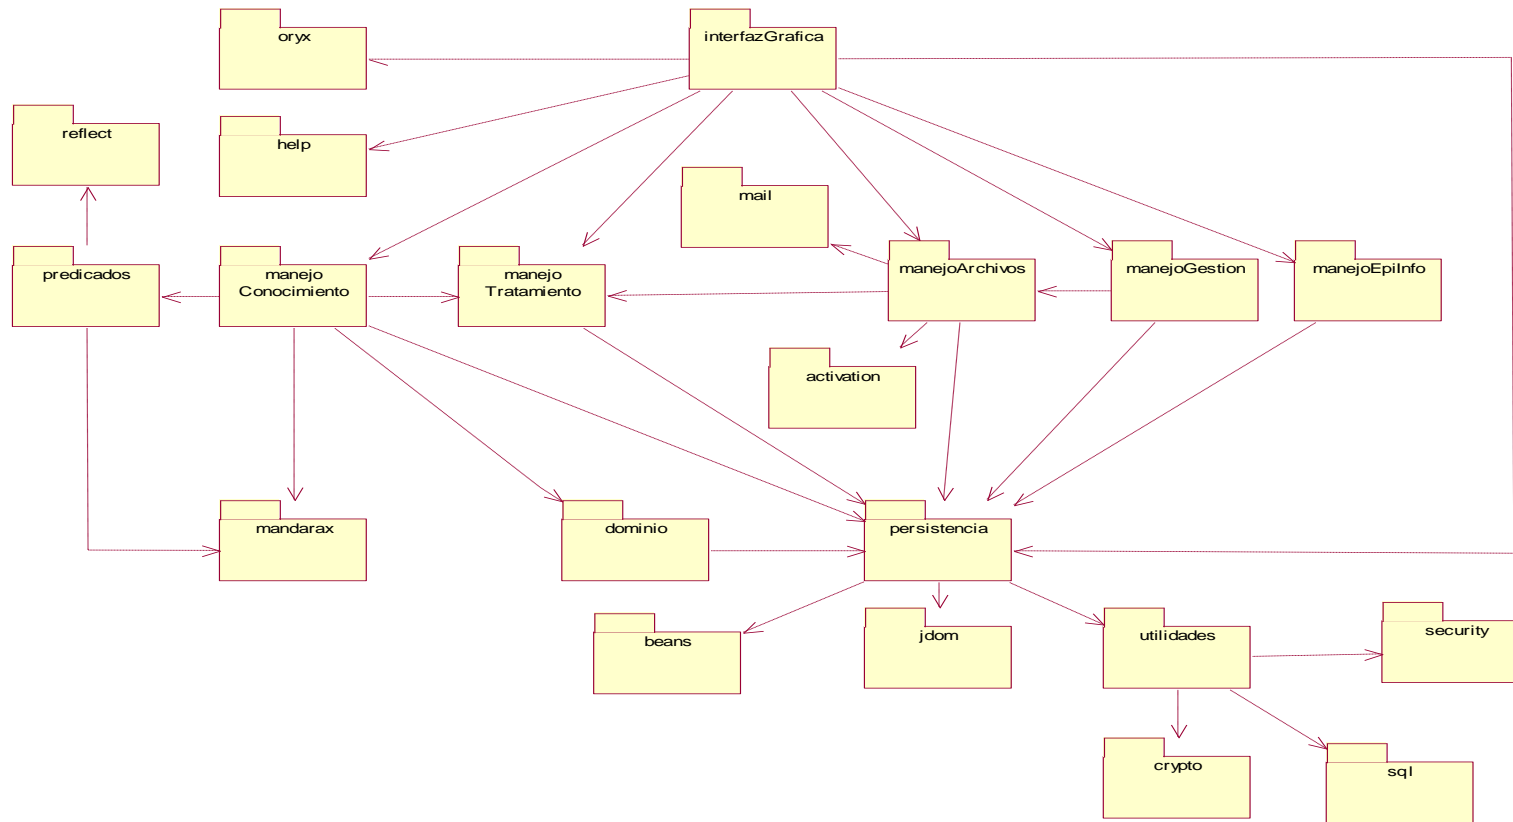 oryx
interfazGrafica
reflect
help
mail
predicados
manejo
Conocimiento
manejo
Tratamiento
manejoArchivos
manejoGestion
manejoEpiInfo
activation
mandarax
dominio
persistencia
beans
jdom
utilidades
security
crypto
sql